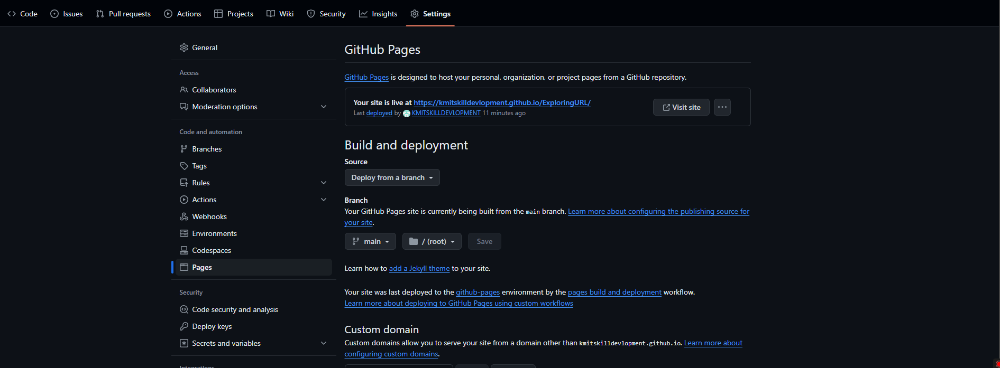 Code Issues Pull requests Actions Projects Wiki Security Insights Settings
General
Access
Collaborators
Moderation options
Code and automation
Branches
Tags
Rules
Actions
Webhooks
Environments
Codespaces
Pages
Security
Code security and analysis
Deploy keys
Secrets and variables
Integrations
GitHub Pages
GitHub Pages is designed to host your personal, organization, or project pages from a GitHub repository.
Your site is live at https://kmitskilldevlopment.github.io/ExploringURL/
Last deployed by KMITSKILLDEVLOPMENT 11 minutes ago
Visit site
Build and deployment
Source
Deploy from a branch
Branch
Your GitHub Pages site is currently being built from the main branch. Learn more about configuring the publishing source for
your site.
main / (root) Save
Learn how to add a Jekyll theme to your site.
Your site was last deployed to the github-pages environment by the pages build and deployment workflow.
Learn more about deploying to GitHub Pages using custom workflows
Custom domain
Custom domains allow you to serve your site from a domain other than kmitskilldevlopment.github.io. Learn more about
configuring custom domains.